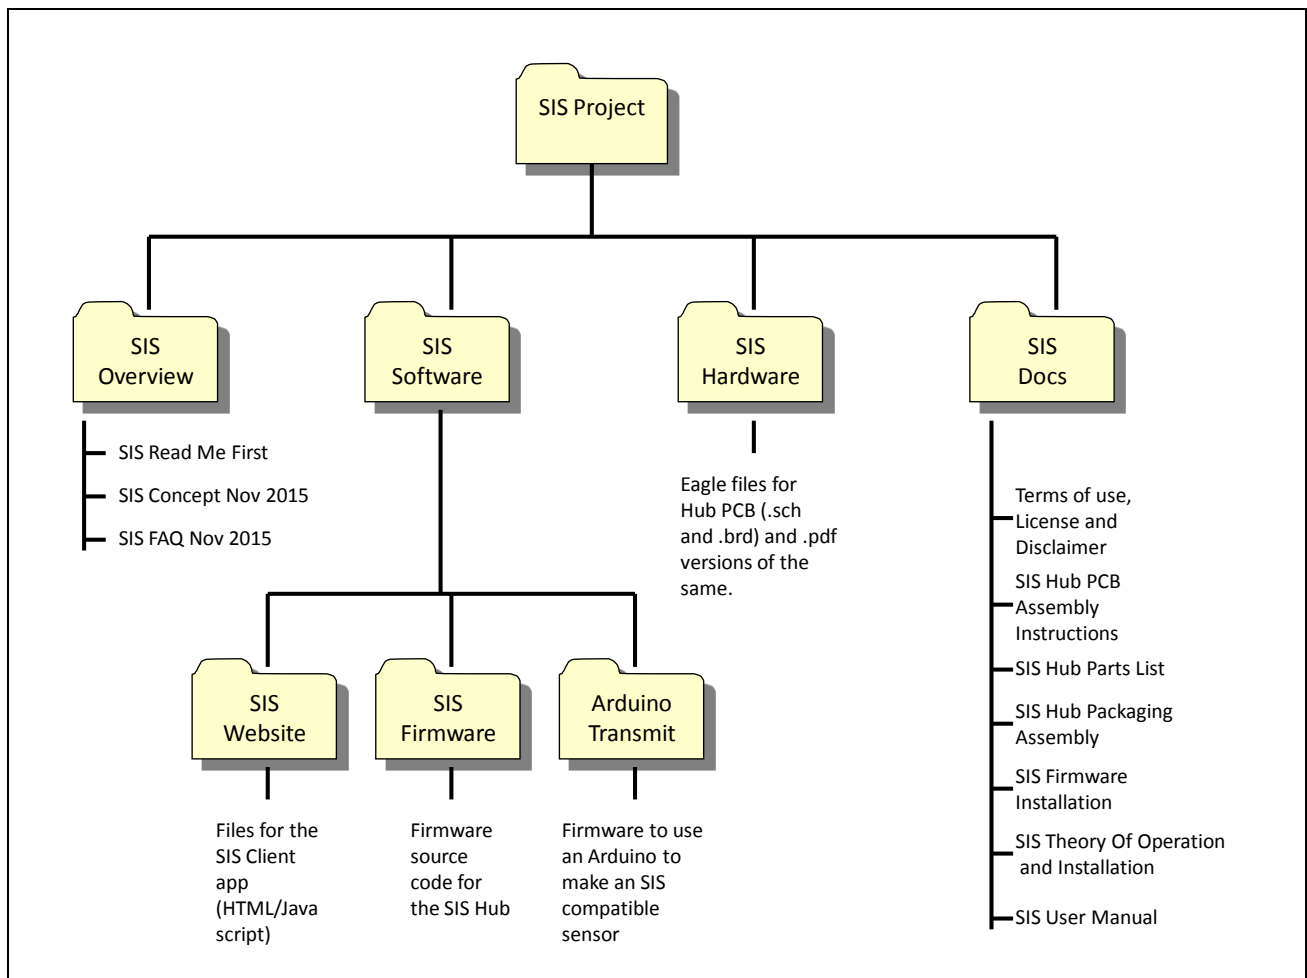 SIS Project
SIS
Overview
SIS
Software
SIS
Hardware
SIS
Docs
SIS Read Me First
SIS Concept Nov 2015
SIS FAQ Nov 2015
Eagle files for
Hub PCB (.sch
and .brd) and .pdf
versions of the
same.
Terms of use,
License and
Disclaimer
SIS Hub PCB
Assembly
Instructions
SIS Hub Parts List
SIS Hub Packaging
Assembly
SIS Firmware
Installation
SIS Theory Of Operation
and Installation
SIS User Manual
SIS
Website
SIS
Firmware
Arduino
Transmit
Files for the
SIS Client
app
(HTML/Java
script)
Firmware
source
code for
the SIS Hub
Firmware to use
an Arduino to
make an SIS
compatible
sensor